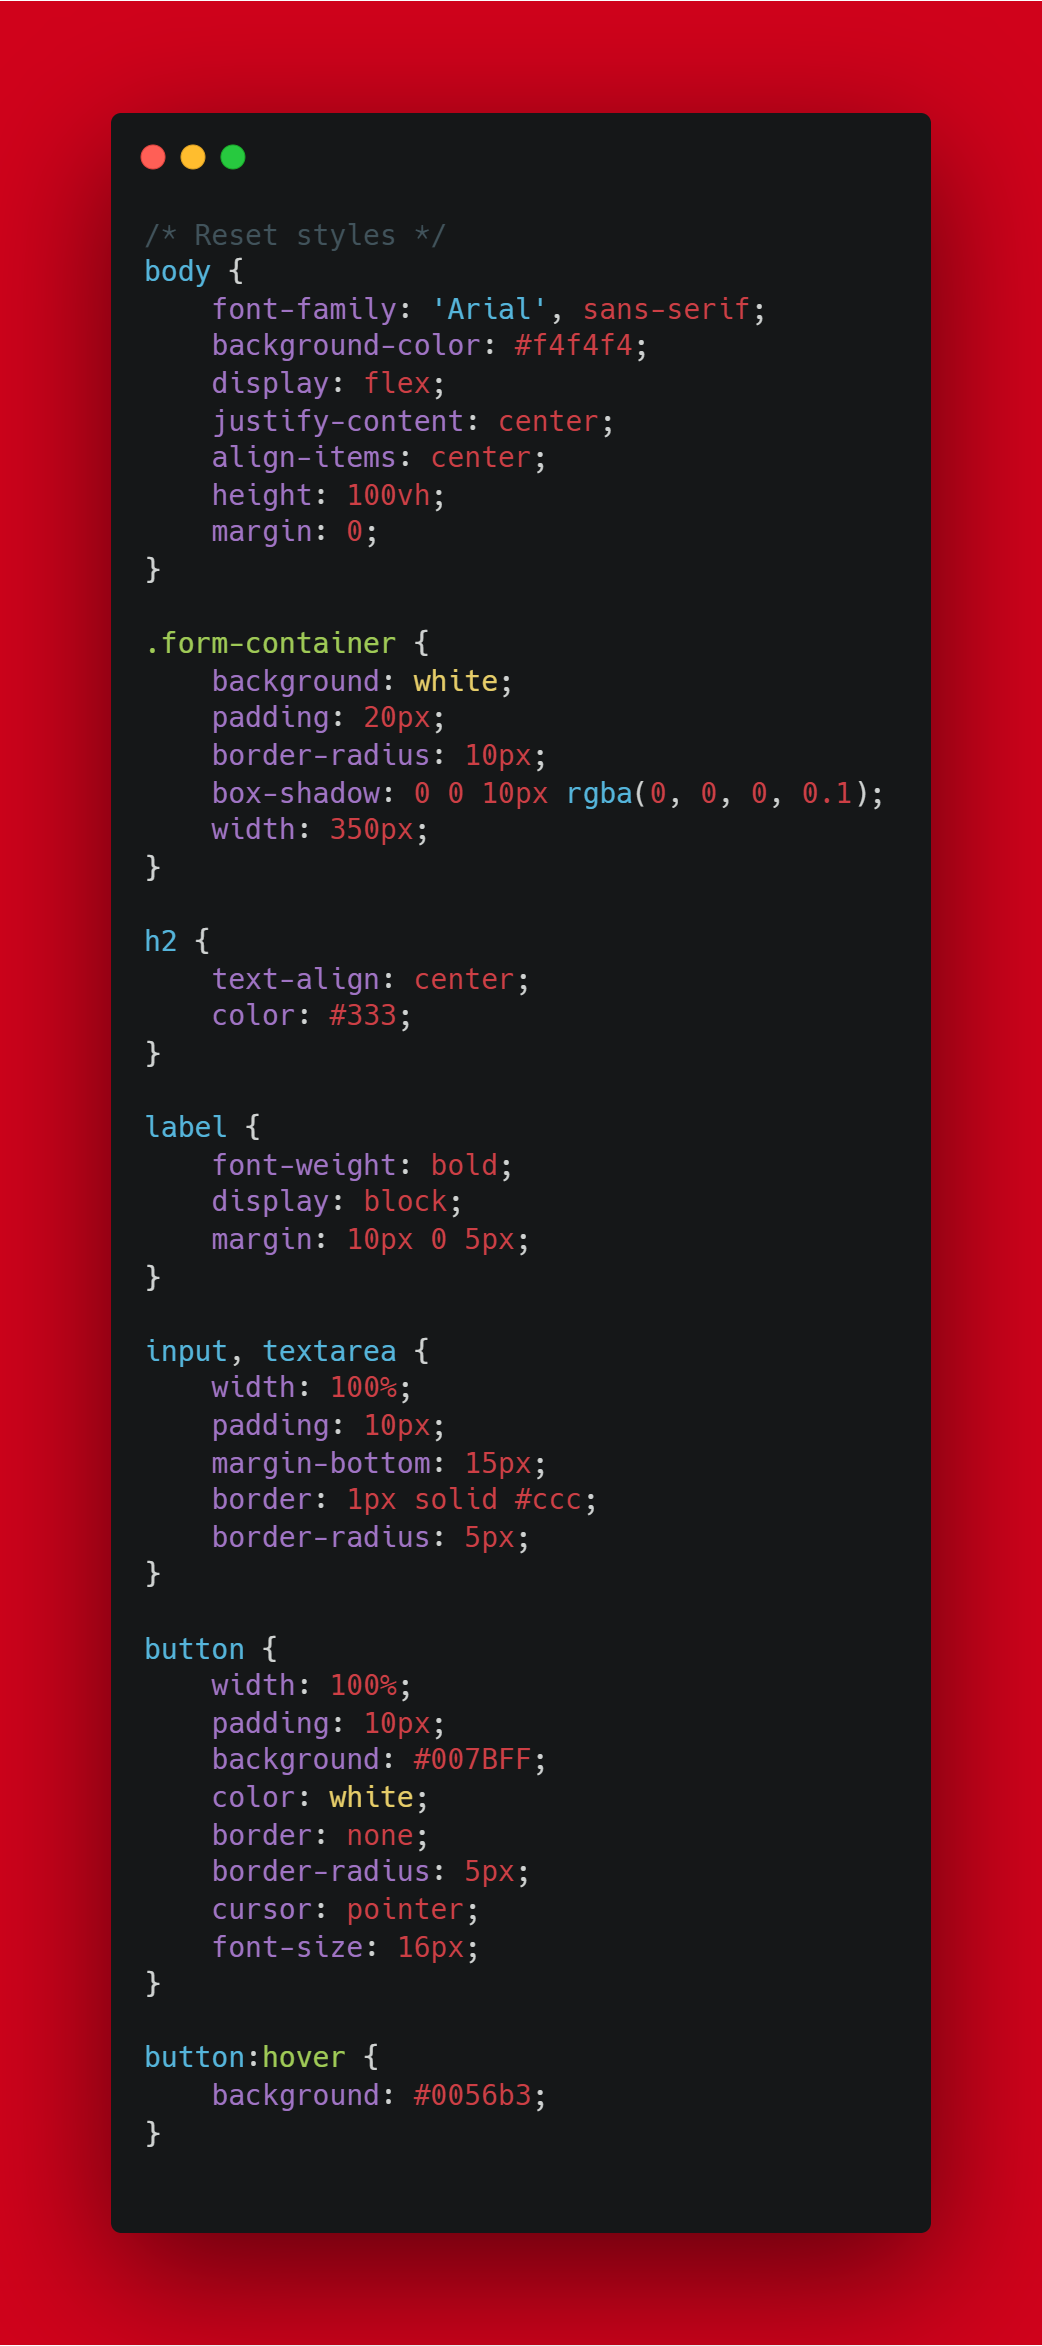 /* Reset styles */
body {
    font-family: 'Arial', sans-serif;
    background-color: #f4f4f4;
    display: flex;
    justify-content: center;
    align-items: center;
    height: 100vh;
    margin: 0;
}

.form-container {
    background: white;
    padding: 20px;
    border-radius: 10px;
    box-shadow: 0 0 10px rgba(0, 0, 0, 0.1);
    width: 350px;
}

h2 {
    text-align: center;
    color: #333;
}

label {
    font-weight: bold;
    display: block;
    margin: 10px 0 5px;
}

input, textarea {
    width: 100%;
    padding: 10px;
    margin-bottom: 15px;
    border: 1px solid #ccc;
    border-radius: 5px;
}

button {
    width: 100%;
    padding: 10px;
    background: #007BFF;
    color: white;
    border: none;
    border-radius: 5px;
    cursor: pointer;
    font-size: 16px;
}

button:hover {
    background: #0056b3;
}